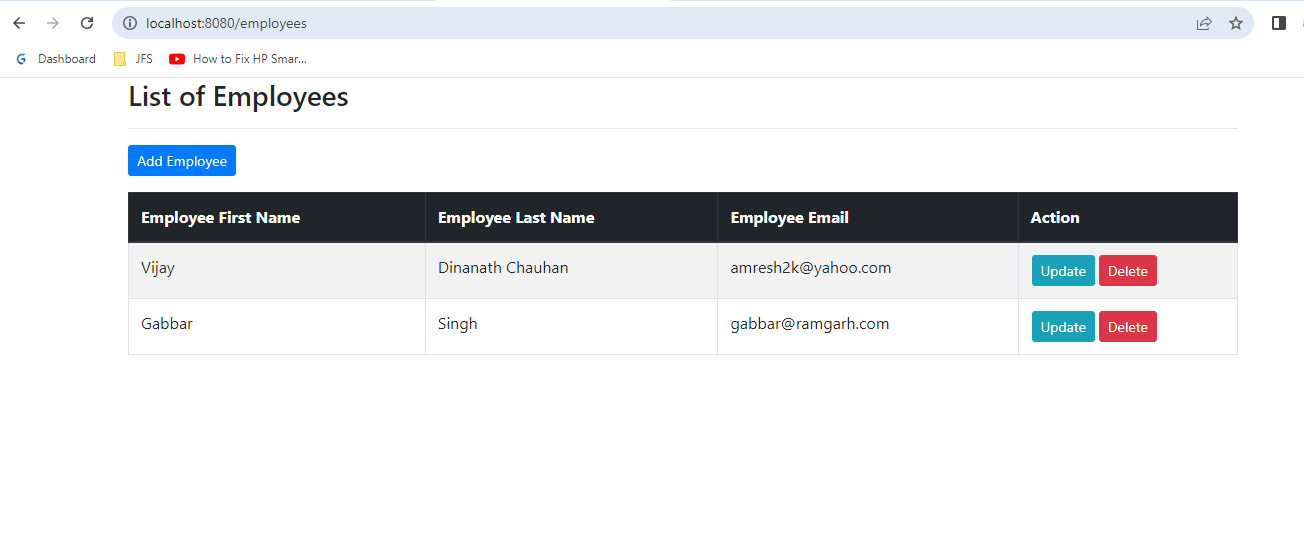 localhost:8080/employees
Dashboard JFS How to Fix HP Smar...
List of Employees
Add Employee
Employee First Name Employee Last Name Employee Email Action
Vijay Dinanath Chauhan amresh2k@yahoo.com Update Delete
Gabbar Singh gabbar@ramgarh.com Update Delete